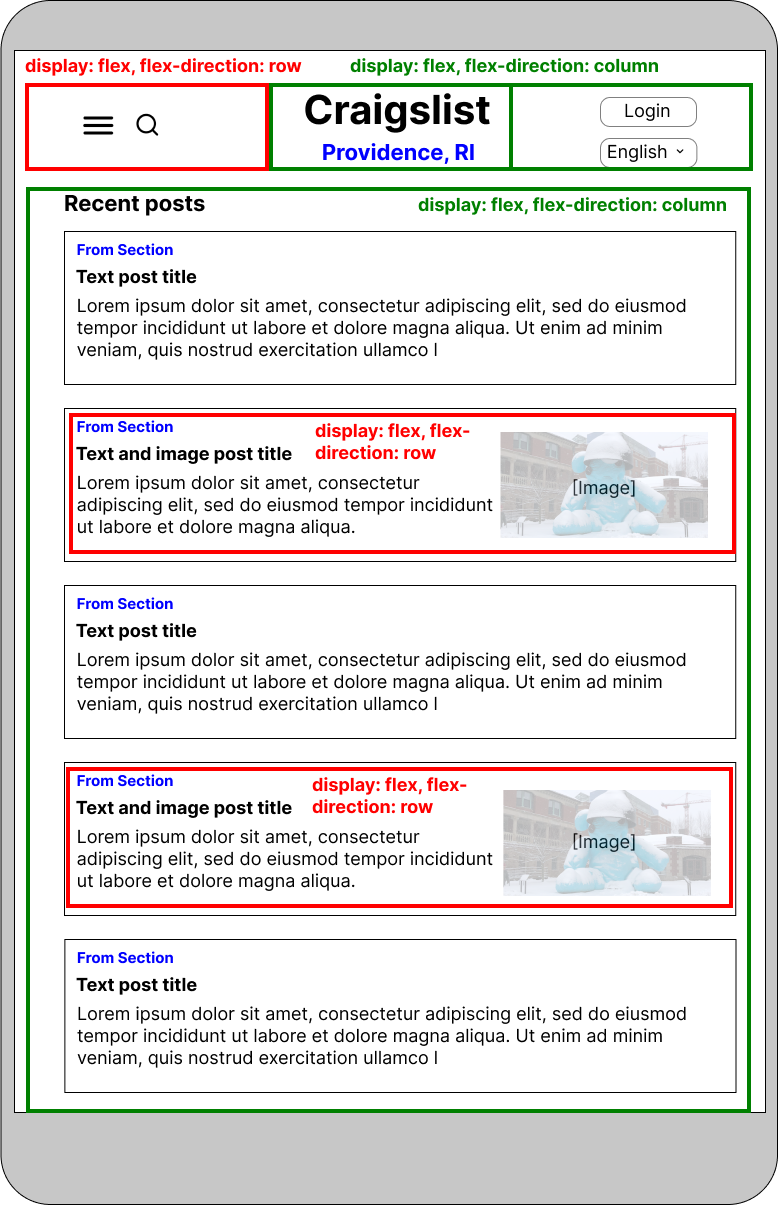 display: flex, flex-direction: row
display: flex, flex-direction: column
Craigslist
Providence, RI
Login
English
Recent posts
display: flex, flex-direction: column
From Section
Text post title
Lorem ipsum dolor sit amet, consectetur adipiscing elit, sed do eiusmod
tempor incididunt ut labore et dolore magna aliqua. Ut enim ad minim
veniam, quis nostrud exercitation ullamco l
From Section
Text and image post title
display: flex, flex-
direction: row
Lorem ipsum dolor sit amet, consectetur
adipiscing elit, sed do eiusmod tempor incididunt
ut labore et dolore magna aliqua.
[Image]
From Section
Text post title
Lorem ipsum dolor sit amet, consectetur adipiscing elit, sed do eiusmod
tempor incididunt ut labore et dolore magna aliqua. Ut enim ad minim
veniam, quis nostrud exercitation ullamco l
From Section
Text and image post title
display: flex, flex-
direction: row
Lorem ipsum dolor sit amet, consectetur
adipiscing elit, sed do eiusmod tempor incididunt
ut labore et dolore magna aliqua.
[Image]
From Section
Text post title
Lorem ipsum dolor sit amet, consectetur adipiscing elit, sed do eiusmod
tempor incididunt ut labore et dolore magna aliqua. Ut enim ad minim
veniam, quis nostrud exercitation ullamco l